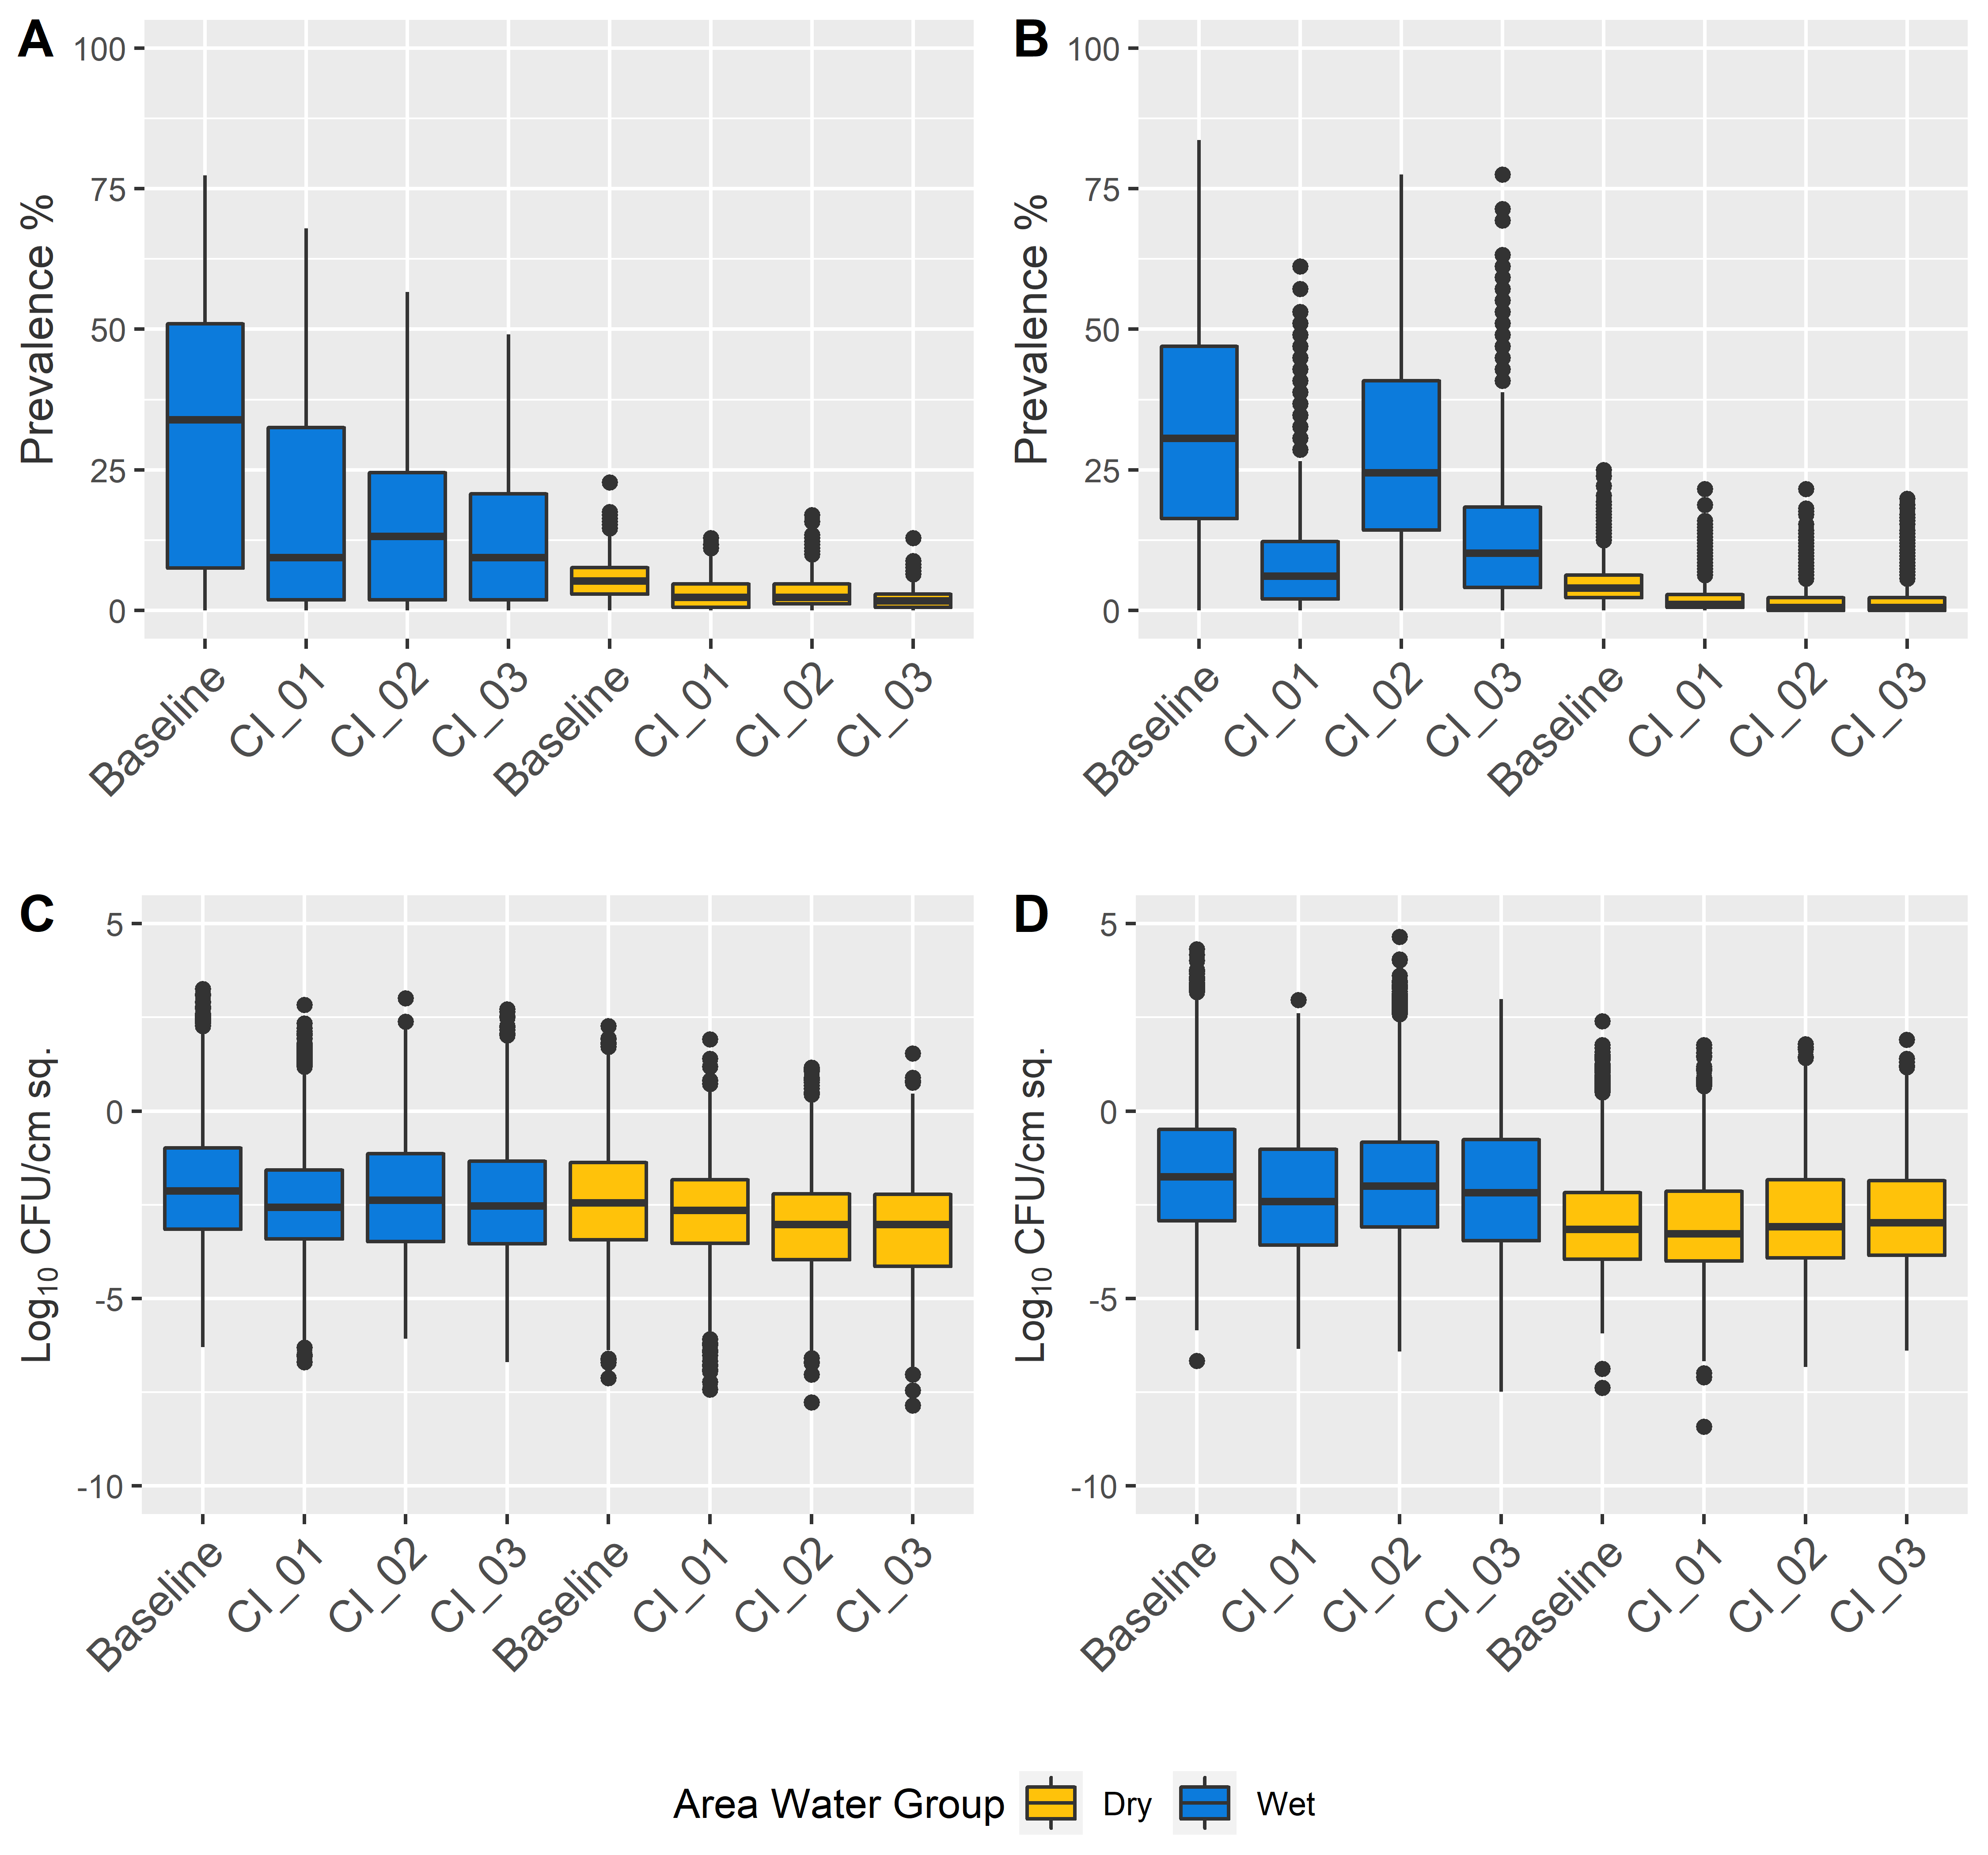 A
B
100
75
50
25
0
Prevalence %
Baseline
CI_01
CI_02
CI_03
Baseline
CI_01
CI_02
CI_03
100
75
50
25
0
Prevalence %
Baseline
CI_01
CI_02
CI_03
Baseline
CI_01
CI_02
CI_03
C
D
5
0
-5
-10
Log10 CFU/cm sq.
Baseline
CI_01
CI_02
CI_03
Baseline
CI_01
CI_02
CI_03
5
0
-5
-10
Log10 CFU/cm sq.
Baseline
CI_01
CI_02
CI_03
Baseline
CI_01
CI_02
CI_03
Area Water Group Dry Wet